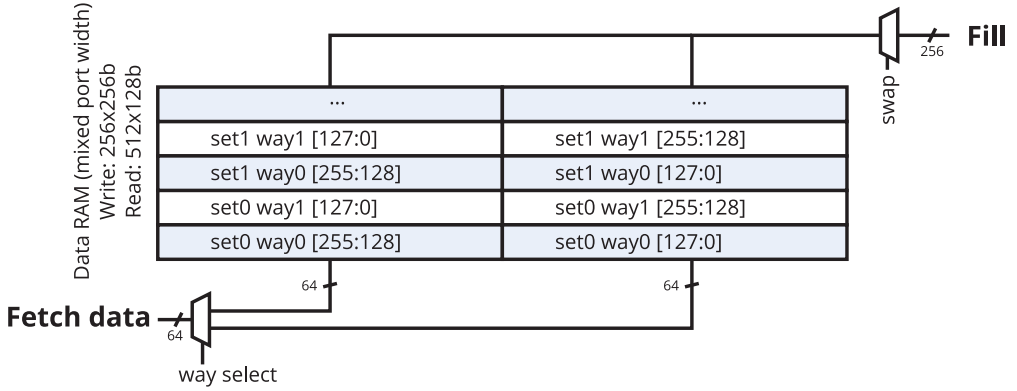 Data RAM (mixed port width)
Write: 256x256b
Read: 512x128b
Fill
256
swap
...
...
set1 way1 [127:0]
set1 way1 [255:128]
set1 way0 [255:128]
set1 way0 [127:0]
set0 way1 [127:0]
set0 way1 [255:128]
set0 way0 [255:128]
set0 way0 [127:0]
64
64
Fetch data
64
way select